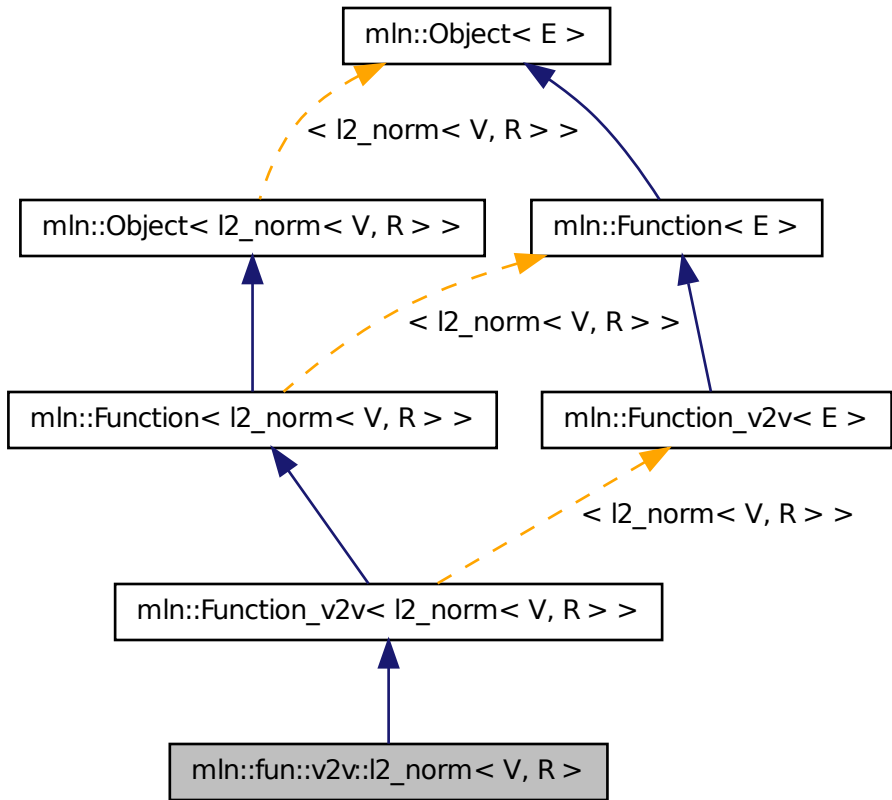 mln::Object< E >
< l2_norm< V, R > >
mln::Object< l2_norm< V, R > >
mln::Function< E >
< l2_norm< V, R > >
mln::Function< l2_norm< V, R > >
mln::Function_v2v< E >
< l2_norm< V, R > >
mln::Function_v2v< l2_norm< V, R > >
mln::fun::v2v::l2_norm< V, R >